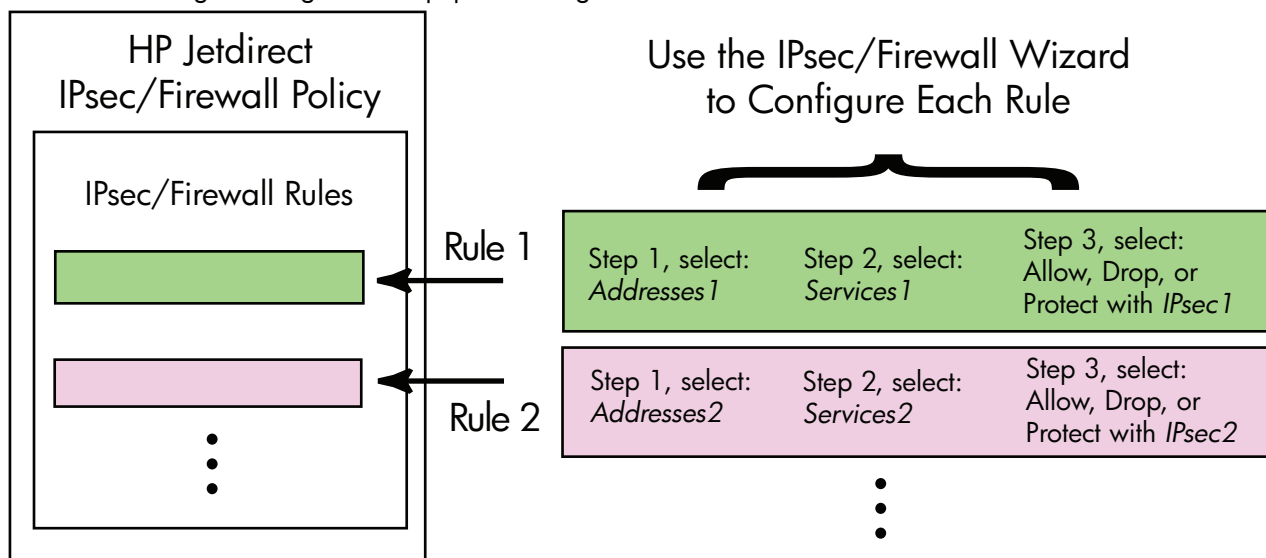 HP Jetdirect
IPsec/Firewall Policy
IPsec/Firewall Rules
Use the IPsec/Firewall Wizard
to Configure Each Rule
Rule 1
Step 1, select:
Addresses1
Step 2, select:
Services1
Step 3, select:
Allow, Drop, or
Protect with IPsec1
Rule 2
Step 1, select:
Addresses2
Step 2, select:
Services2
Step 3, select:
Allow, Drop, or
Protect with IPsec2